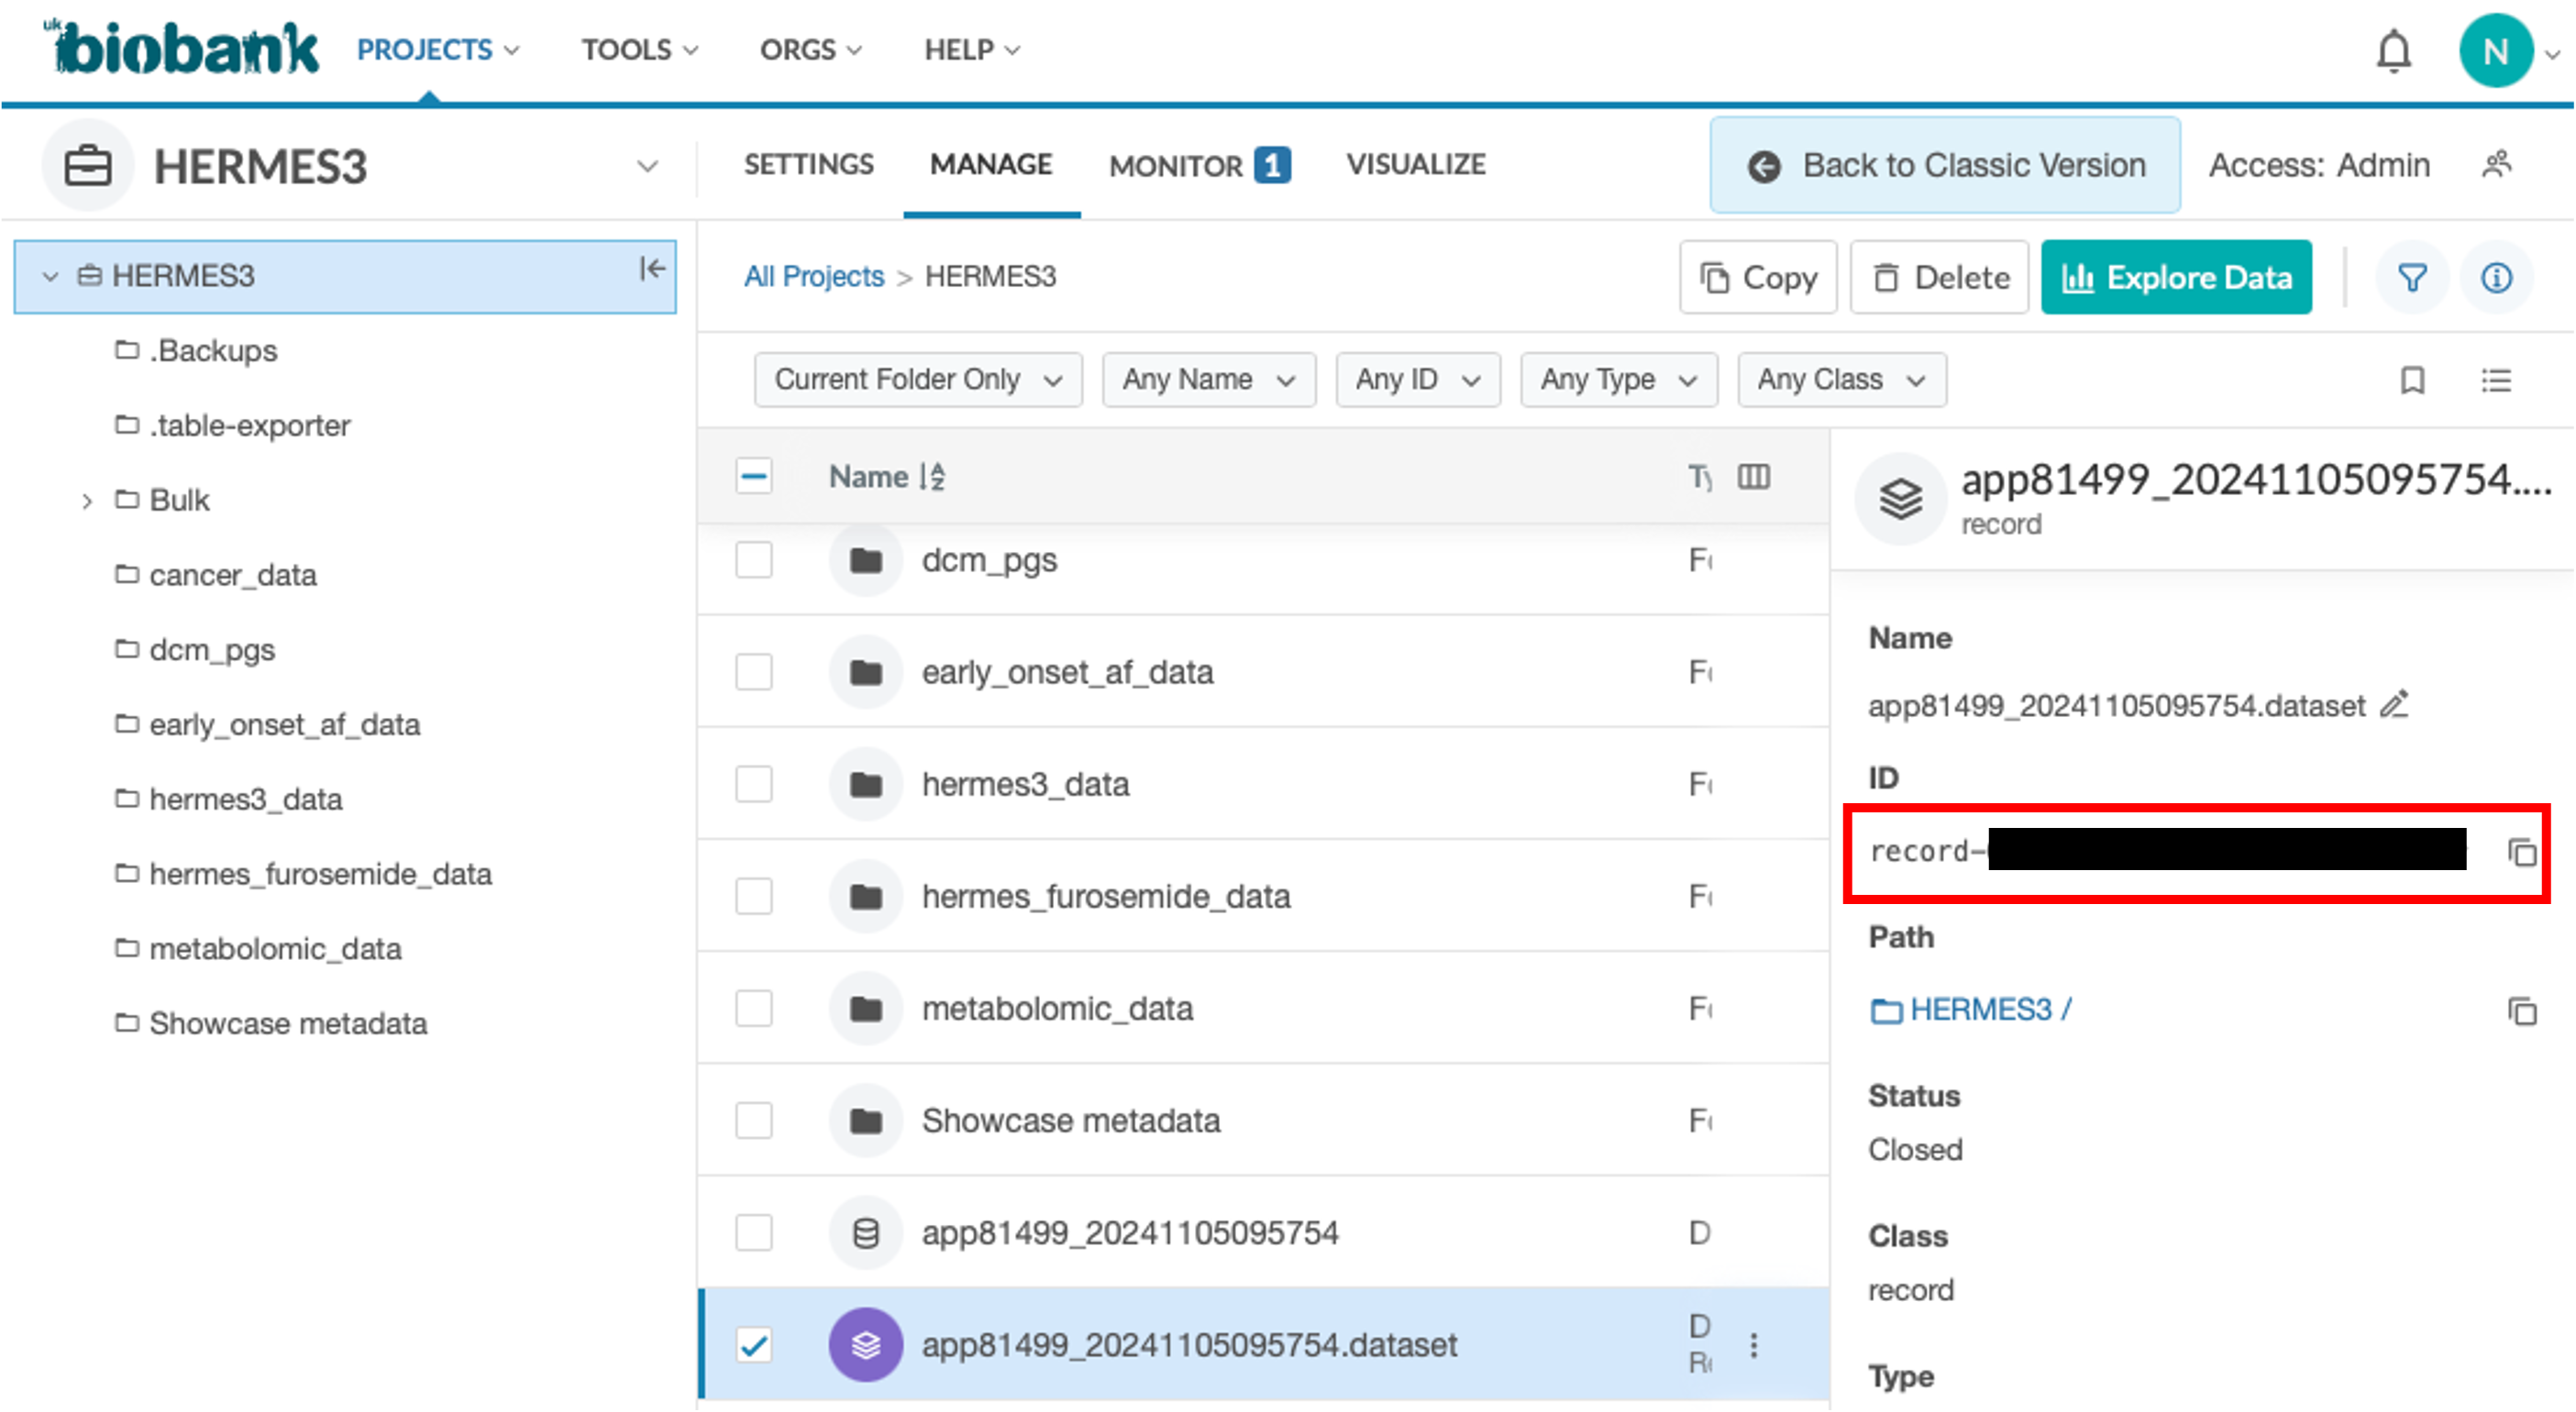 uk biobank PROJECTS TOOLS ORGS HELP N
HERMES3 SETTINGS MANAGE MONITOR 1 VISUALIZE Back to Classic Version Access: Admin
HERMES3
.Backups
.table-exporter
Bulk
cancer_data
dcm_pgs
early_onset_af_data
hermes3_data
hermes_furosemide_data
metabolomic_data
Showcase metadata
All Projects > HERMES3 Copy Delete Explore Data
Current Folder Only Any Name Any ID Any Type Any Class
Name
dcm_pgs
early_onset_af_data
hermes3_data
hermes_furosemide_data
metabolomic_data
Showcase metadata
app81499_20241105095754 D
app81499_20241105095754.dataset D
app81499_20241105095754....
record
Name
app81499_20241105095754.dataset
ID
record-
Path
HERMES3 /
Status
Closed
Class
record
Type